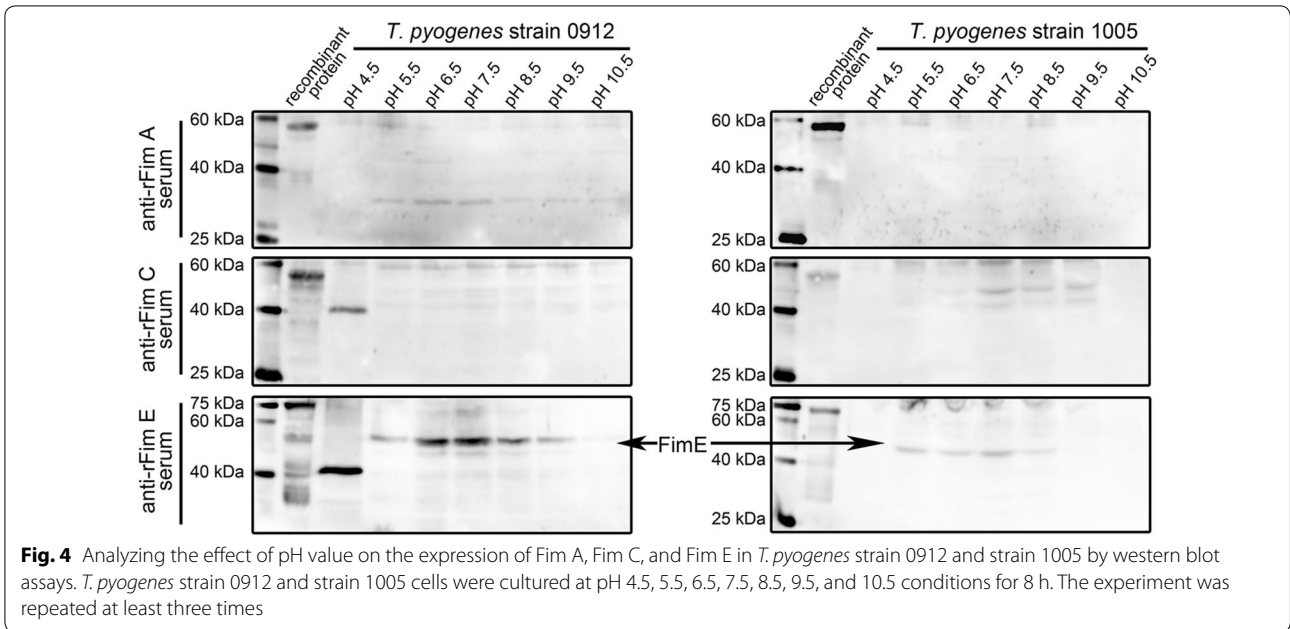 T. pyogenes strain 0912
T. pyogenes strain 1005
recombinant protein
pH 4.5
pH 5.5
pH 6.5
pH 7.5
pH 8.5
pH 9.5
pH 10.5
recombinant protein
pH 4.5
pH 5.5
pH 6.5
pH 7.5
pH 8.5
pH 9.5
pH 10.5
anti-rFim A serum
60 kDa
40 kDa
25 kDa
60 kDa
40 kDa
25 kDa
anti-rFim C serum
60 kDa
40 kDa
25 kDa
60 kDa
40 kDa
25 kDa
anti-rFim E serum
75 kDa
60 kDa
40 kDa
FimE
75 kDa
60 kDa
40 kDa
25 kDa
Fig. 4 Analyzing the effect of pH value on the expression of Fim A, Fim C, and Fim E in T. pyogenes strain 0912 and strain 1005 by western blot
assays. T. pyogenes strain 0912 and strain 1005 cells were cultured at pH 4.5, 5.5, 6.5, 7.5, 8.5, 9.5, and 10.5 conditions for 8 h. The experiment was
repeated at least three times